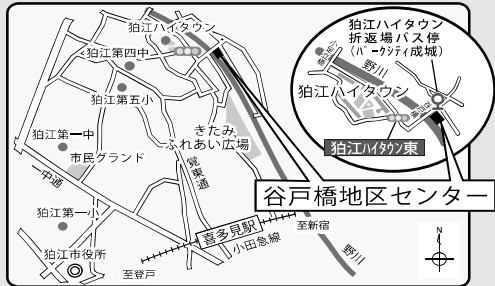 狛江ハイタウン
狛江第四中
狛江第五小
狛江第一中
市民グランド
一中通
狛江第一小
狛江市役所
至登戸
喜多見駅
小田急線
至新宿
野川
覚東通
きたみ
ふれあい広場
狛江ハイタウン
折返場バス停
(パークシティ成城)
野川
狛江ハイタウン
狛江ハイタウン東
谷戸橋地区センター
N